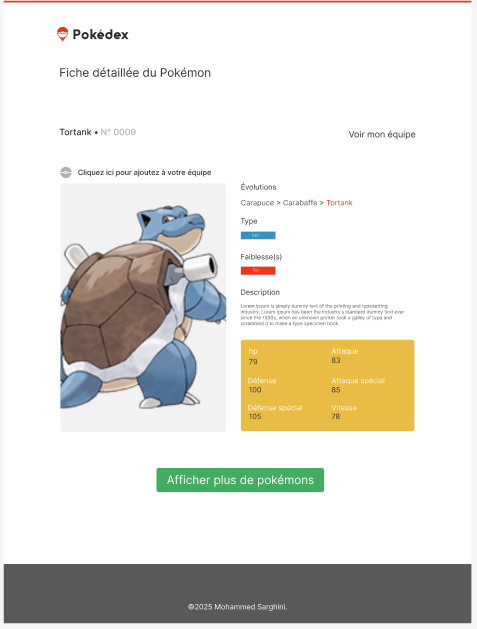 Pokédex
Fiche détaillée du Pokémon
Tortank • N° 0009
Voir mon équipe
Cliquez ici pour ajoutez à votre équipe
Évolutions
Carapuce > Carabaffe > Tortank
Type
Faiblesse(s)
Description
Lorem Ipsum is simply dummy text of the printing and typesetting
industry. Lorem Ipsum has been the industry's standard dummy text ever
since the 1500s, when an unknown printer took a galley of type and
scrambled it to make a type specimen book
hp
79
Attaque
83
Défense
100
Attaque spécial
85
Défense spécial
105
Vitesse
78
Afficher plus de pokémons
©2025 Mohammed Sarghini.